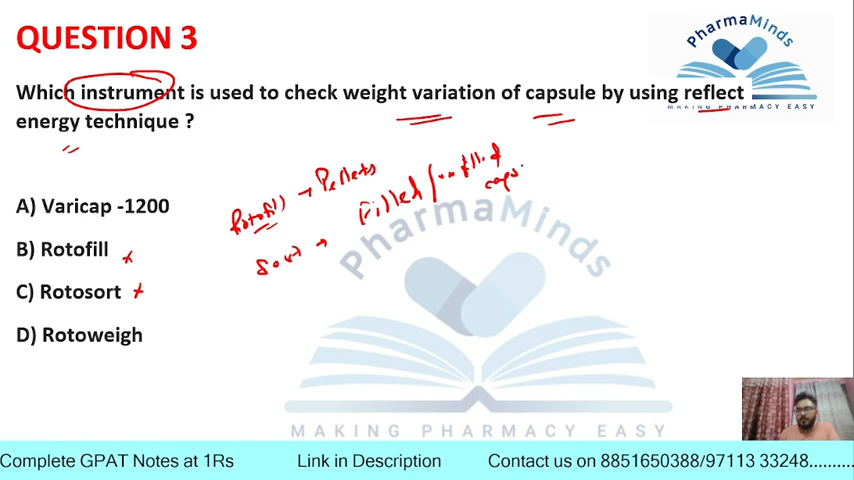 QUESTION 3
PharmaMinds
MAKING PHARMACY EASY
Which instrument is used to check weight variation of capsule by using reflect
energy technique ?
Rotofill → Pellets
Sort → Filled / unfilled
caps.
A) Varicap -1200
B) Rotofill
C) Rotosort
D) Rotoweigh
PharmaMinds
MAKING PHARMACY EASY
Complete GPAT Notes at 1Rs Link in Description Contact us on 8851650388/97113 33248..........